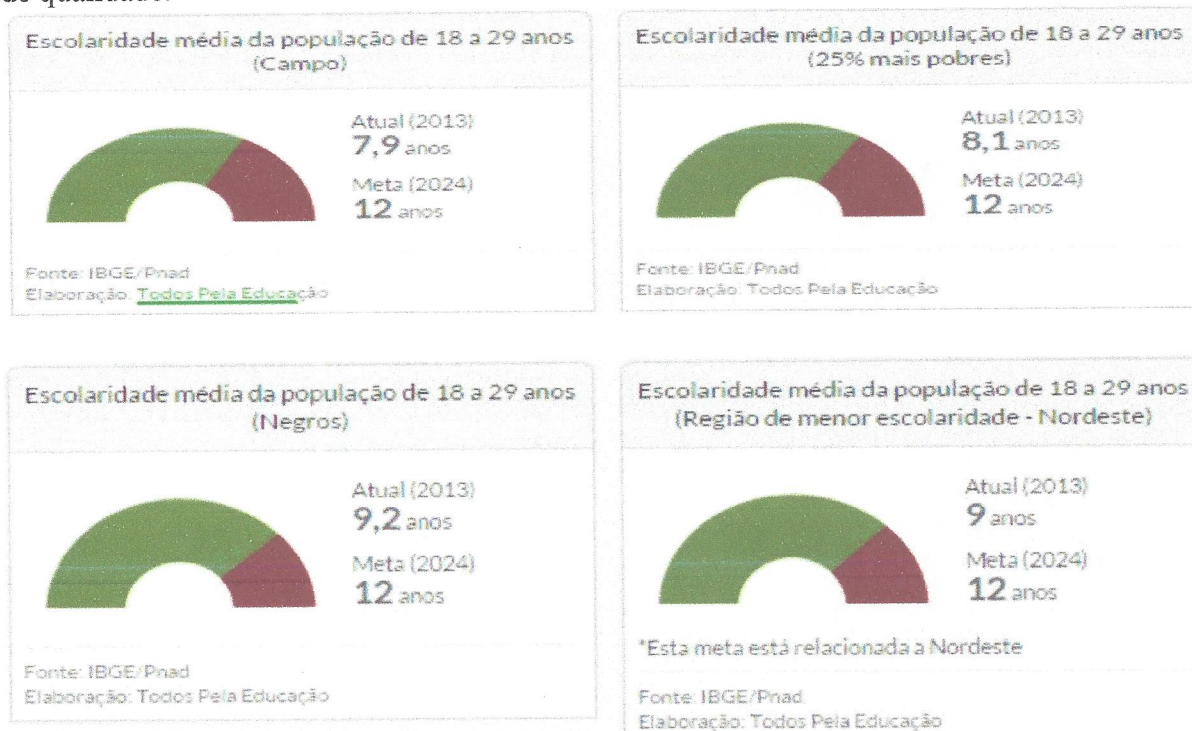 de qualidade.
Escolaridade média da população de 18 a 29 anos
(Campo)
Atual (2013)
7,9 anos
Meta (2024)
12 anos
Fonte: IBGE/Pnad
Elaboração: Todos Pela Educação
Escolaridade média da população de 18 a 29 anos
(25% mais pobres)
Atual (2013)
8,1 anos
Meta (2024)
12 anos
Fonte: IBGE/Pnad
Elaboração: Todos Pela Educação
Escolaridade média da população de 18 a 29 anos
(Negros)
Atual (2013)
9,2 anos
Meta (2024)
12 anos
Fonte: IBGE/Pnad
Elaboração: Todos Pela Educação
Escolaridade média da população de 18 a 29 anos
(Região de menor escolaridade - Nordeste)
Atual (2013)
9 anos
Meta (2024)
12 anos
*Esta meta está relacionada a Nordeste
Fonte: IBGE/Pnad
Elaboração: Todos Pela Educação